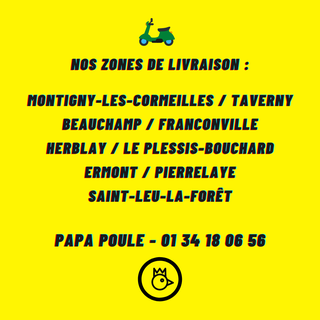 NOS ZONES DE LIVRAISON :
MONTIGNY-LES-CORMEILLES / TAVERNY
BEAUCHAMP / FRANCONVILLE
HERBLAY / LE PLESSIS-BOUCHARD
ERMONT / PIERRELAYE
SAINT-LEU-LA-FORÊT
PAPA POULE - 01 34 18 06 56